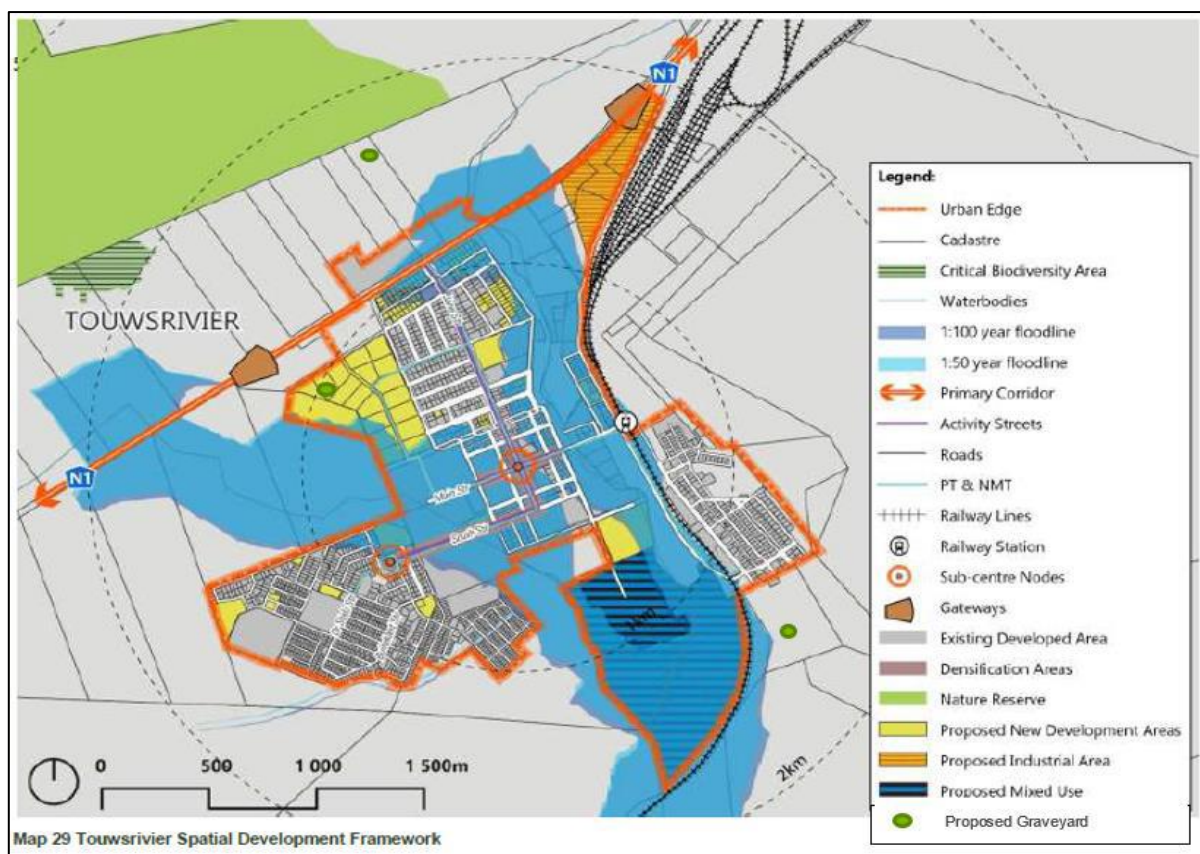 N1
TOUWSRIVIER
N1
Main Str
1km
2km
0 500 1 000 1 500m
Map 29 Touwsrivier Spatial Development Framework
Legend:
Urban Edge
Cadastre
Critical Biodiversity Area
Waterbodies
1:100 year floodline
1:50 year floodline
Primary Corridor
Activity Streets
Roads
PT & NMT
Railway Lines
Railway Station
Sub-centre Nodes
Gateways
Existing Developed Area
Densification Areas
Nature Reserve
Proposed New Development Areas
Proposed Industrial Area
Proposed Mixed Use
Proposed Graveyard